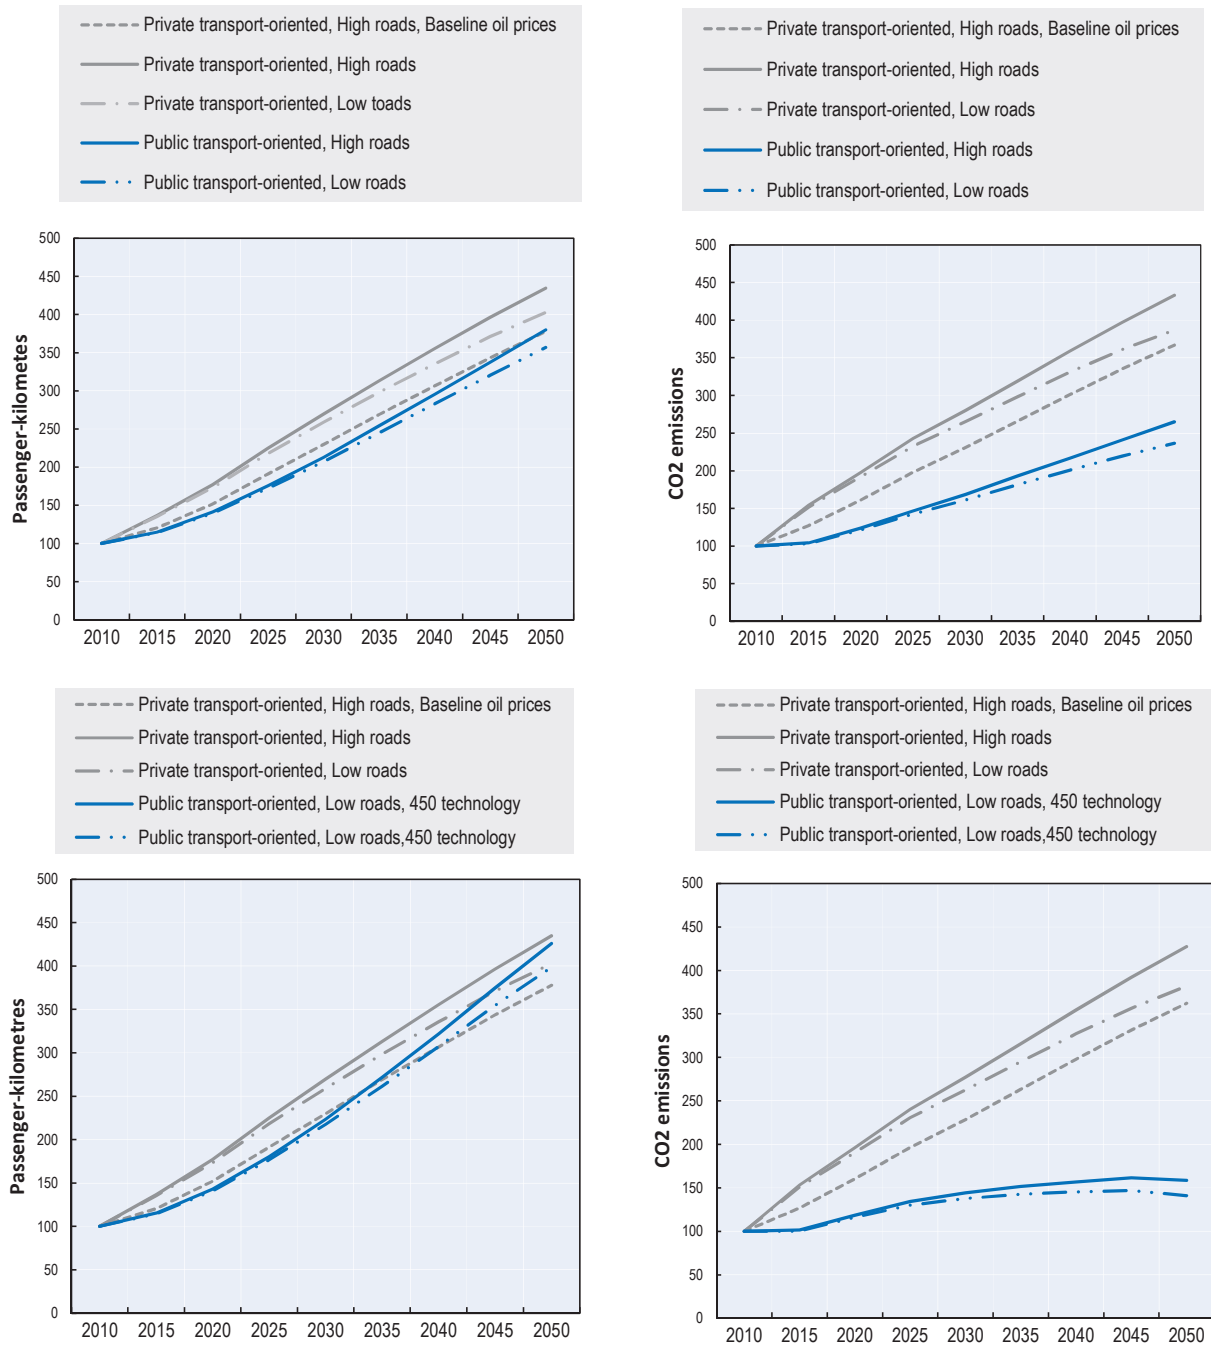 Private transport-oriented, High roads, Baseline oil prices
Private transport-oriented, High roads
Private transport-oriented, Low toads
Public transport-oriented, High roads
Public transport-oriented, Low roads
500
450
400
350
300
250
200
150
100
50
0
Passenger-kilometes
2010 2015 2020 2025 2030 2035 2040 2045 2050
Private transport-oriented, High roads, Baseline oil prices
Private transport-oriented, High roads
Private transport-oriented, Low roads
Public transport-oriented, High roads
Public transport-oriented, Low roads
500
450
400
350
300
250
200
150
100
50
0
CO2 emissions
2010 2015 2020 2025 2030 2035 2040 2045 2050
Private transport-oriented, High roads, Baseline oil prices
Private transport-oriented, High roads
Private transport-oriented, Low roads
Public transport-oriented, Low roads, 450 technology
Public transport-oriented, Low roads,450 technology
500
450
400
350
300
250
200
150
100
50
0
Passenger-kilometres
2010 2015 2020 2025 2030 2035 2040 2045 2050
Private transport-oriented, High roads, Baseline oil prices
Private transport-oriented, High roads
Private transport-oriented, Low roads
Public transport-oriented, Low roads, 450 technology
Public transport-oriented, Low roads,450 technology
500
450
400
350
300
250
200
150
100
50
0
CO2 emissions
2010 2015 2020 2025 2030 2035 2040 2045 2050